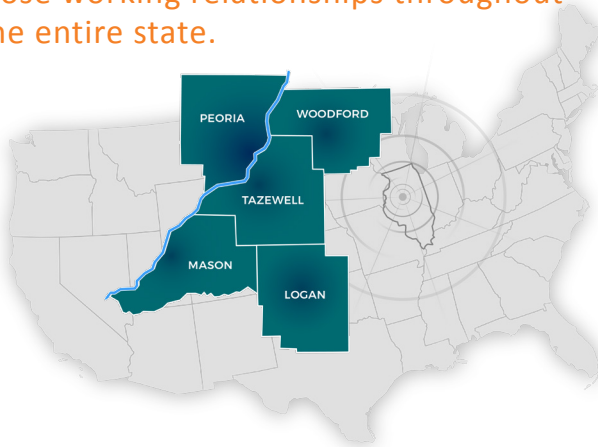 working relationships throughout
entire state.
PEORIA
WOODFORD
TAZEWELL
MASON
LOGAN